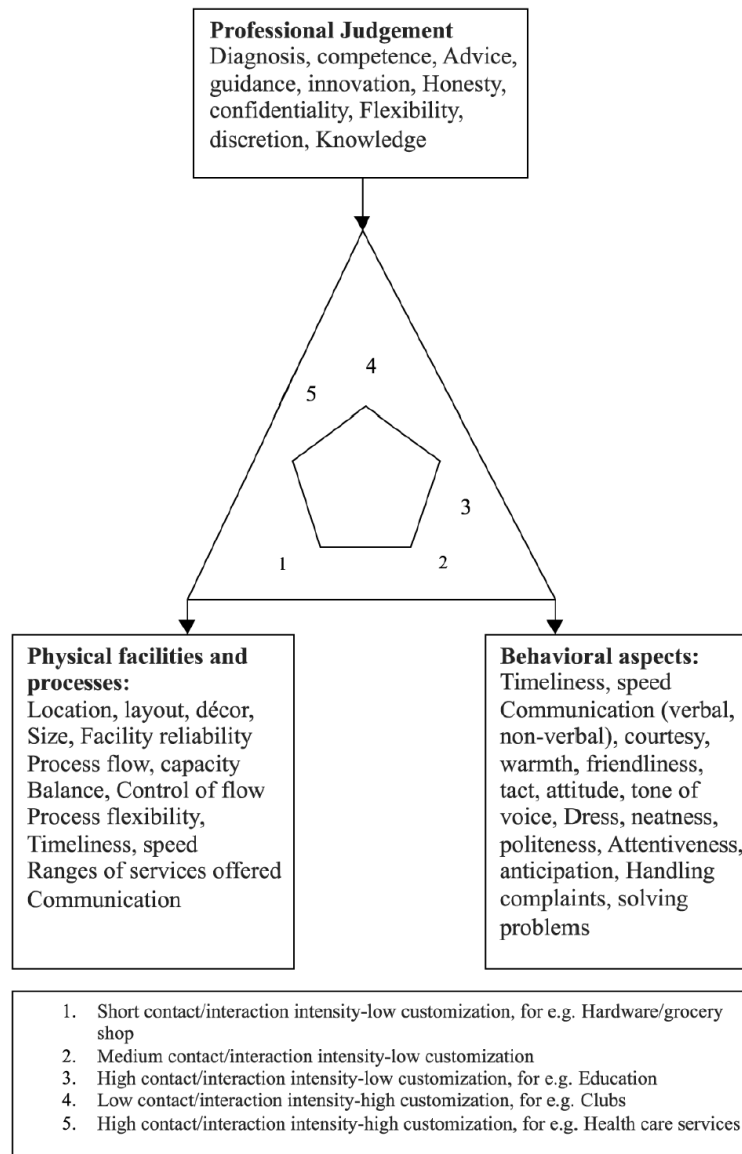 Professional Judgement
Diagnosis, competence, Advice,
guidance, innovation, Honesty,
confidentiality, Flexibility,
discretion, Knowledge
4
5
3
1
2
Physical facilities and
processes:
Location, layout, décor,
Size, Facility reliability
Process flow, capacity
Balance, Control of flow
Process flexibility,
Timeliness, speed
Ranges of services offered
Communication
Behavioral aspects:
Timeliness, speed
Communication (verbal,
non-verbal), courtesy,
warmth, friendliness,
tact, attitude, tone of
voice, Dress, neatness,
politeness, Attentiveness,
anticipation, Handling
complaints, solving
problems
1. Short contact/interaction intensity-low customization, for e.g. Hardware/grocery
shop
2. Medium contact/interaction intensity-low customization
3. High contact/interaction intensity-low customization, for e.g. Education
4. Low contact/interaction intensity-high customization, for e.g. Clubs
5. High contact/interaction intensity-high customization, for e.g. Health care services